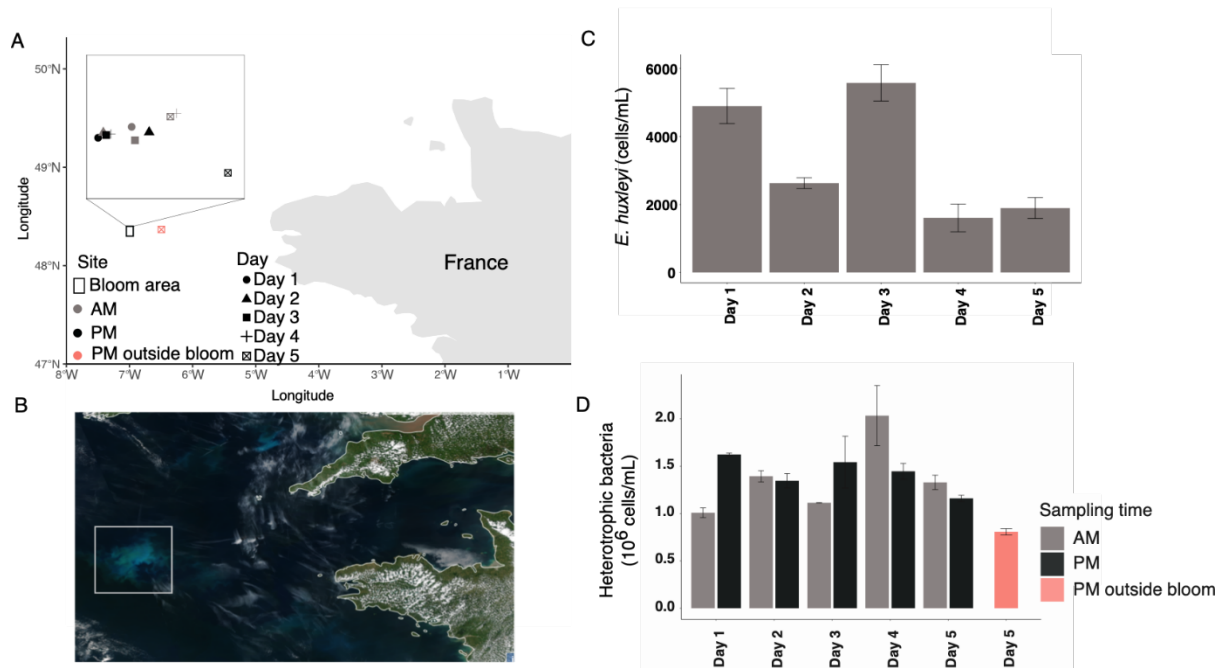 A
50°N
49°N
48°N
47°N
Longitude
8°W 7°W 6°W 5°W 4°W 3°W 2°W 1°W
Longitude
France
Site
Bloom area
AM
PM
PM outside bloom
Day
Day 1
Day 2
Day 3
Day 4
Day 5
B
C
E. huxleyi (cells/mL)
6000
4000
2000
0
Day 1
Day 2
Day 3
Day 4
Day 5
D
Heterotrophic bacteria
(10⁶ cells/mL)
2.0
1.5
1.0
0.5
0.0
Day 1
Day 2
Day 3
Day 4
Day 5
Day 5
Sampling time
AM
PM
PM outside bloom